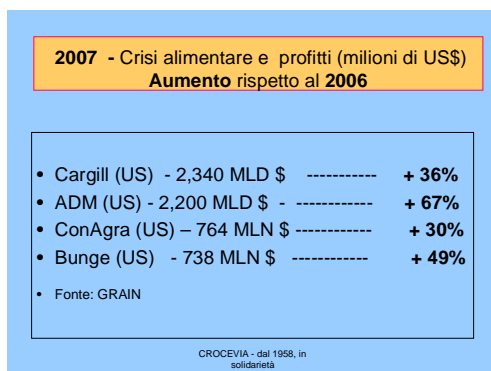 2007 - Crisi alimentare e profitti (milioni di US$)
Aumento rispetto al 2006
• Cargill (US) - 2,340 MLD $ ----------- + 36%
• ADM (US) - 2,200 MLD $ - ------------ + 67%
• ConAgra (US) – 764 MLN $ ------------ + 30%
• Bunge (US) - 738 MLN $ ------------ + 49%
• Fonte: GRAIN
CROCEVIA - dal 1958, in
solidarietà